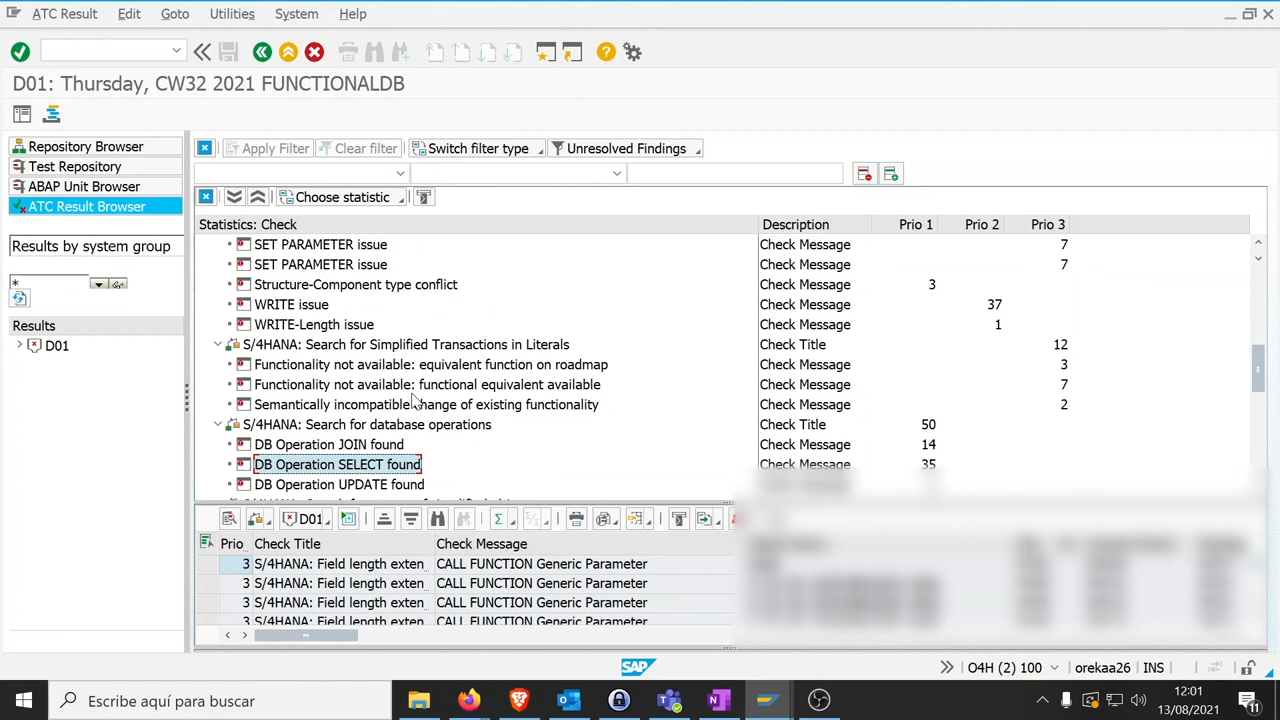 ATC Result Edit Goto Utilities System Help
D01: Thursday, CW32 2021 FUNCTIONALDB
Repository Browser
Test Repository
ABAP Unit Browser
ATC Result Browser
Results by system group
*
Results
D01
Apply Filter Clear filter Switch filter type Unresolved Findings
Choose statistic
Statistics: Check Description Prio 1 Prio 2 Prio 3
SET PARAMETER issue Check Message 7
SET PARAMETER issue Check Message 7
Structure-Component type conflict Check Message 3
WRITE issue Check Message 37
WRITE-Length issue Check Message 1
S/4HANA: Search for Simplified Transactions in Literals Check Title 12
Functionality not available: equivalent function on roadmap Check Message 3
Functionality not available: functional equivalent available Check Message 7
Semantically incompatible change of existing functionality Check Message 2
S/4HANA: Search for database operations Check Title 50
DB Operation JOIN found Check Message 14
DB Operation SELECT found Check Message 35
DB Operation UPDATE found
D01
Prio Check Title Check Message
3 S/4HANA: Field length exten CALL FUNCTION Generic Parameter
3 S/4HANA: Field length exten CALL FUNCTION Generic Parameter
3 S/4HANA: Field length exten CALL FUNCTION Generic Parameter
3 S/4HANA: Field length exten CALL FUNCTION Generic Parameter
SAP O4H (2) 100 orekaa26 INS
Escribe aquí para buscar
12:01
13/08/2021
11